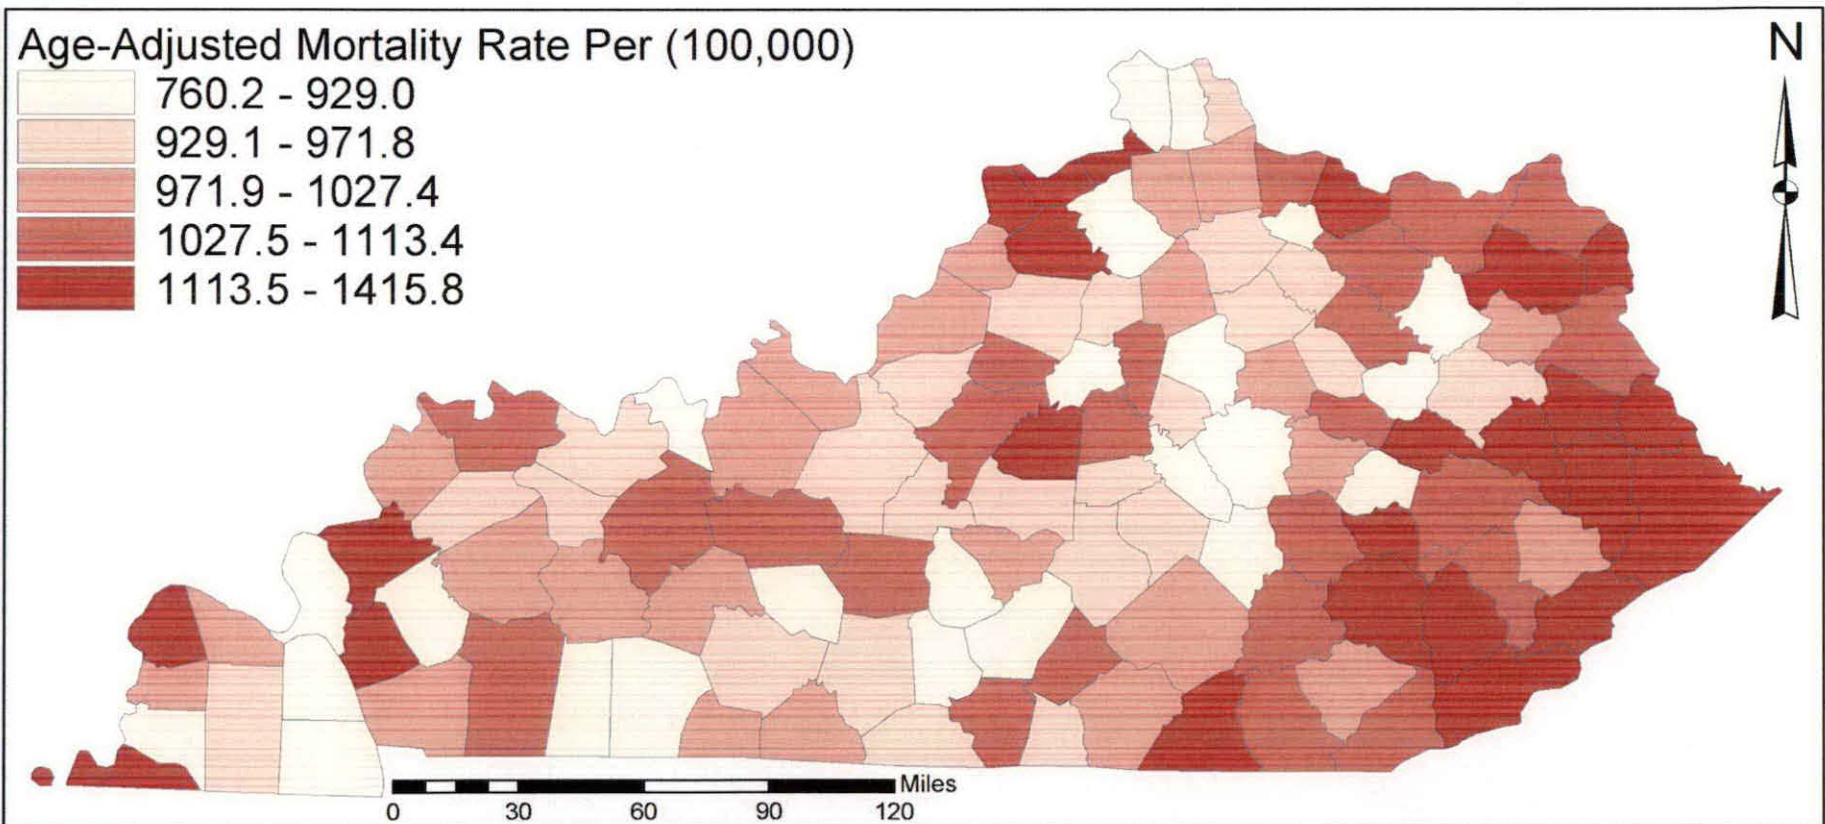 Age-Adjusted Mortality Rate Per (100,000)
760.2 - 929.0
929.1 - 971.8
971.9 - 1027.4
1027.5 - 1113.4
1113.5 - 1415.8
N
Miles
0 30 60 90 120